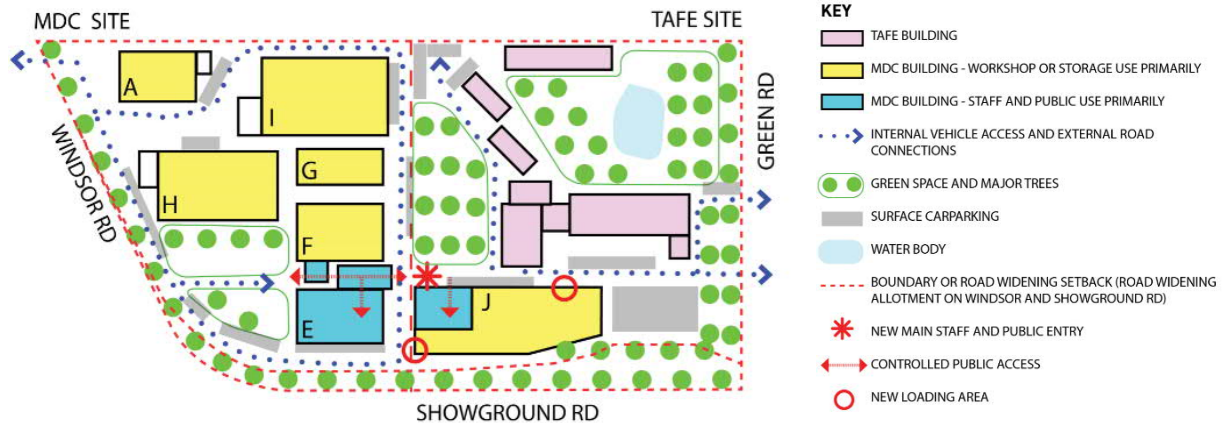 MDC SITE
TAFE SITE
A
I
WINDSOR RD
G
H
F
E
J
GREEN RD
SHOWGROUND RD
KEY
TAFE BUILDING
MDC BUILDING - WORKSHOP OR STORAGE USE PRIMARILY
MDC BUILDING - STAFF AND PUBLIC USE PRIMARILY
INTERNAL VEHICLE ACCESS AND EXTERNAL ROAD
CONNECTIONS
GREEN SPACE AND MAJOR TREES
SURFACE CARPARKING
WATER BODY
BOUNDARY OR ROAD WIDENING SETBACK (ROAD WIDENING
ALLOTMENT ON WINDSOR AND SHOWGROUND RD)
NEW MAIN STAFF AND PUBLIC ENTRY
CONTROLLED PUBLIC ACCESS
NEW LOADING AREA